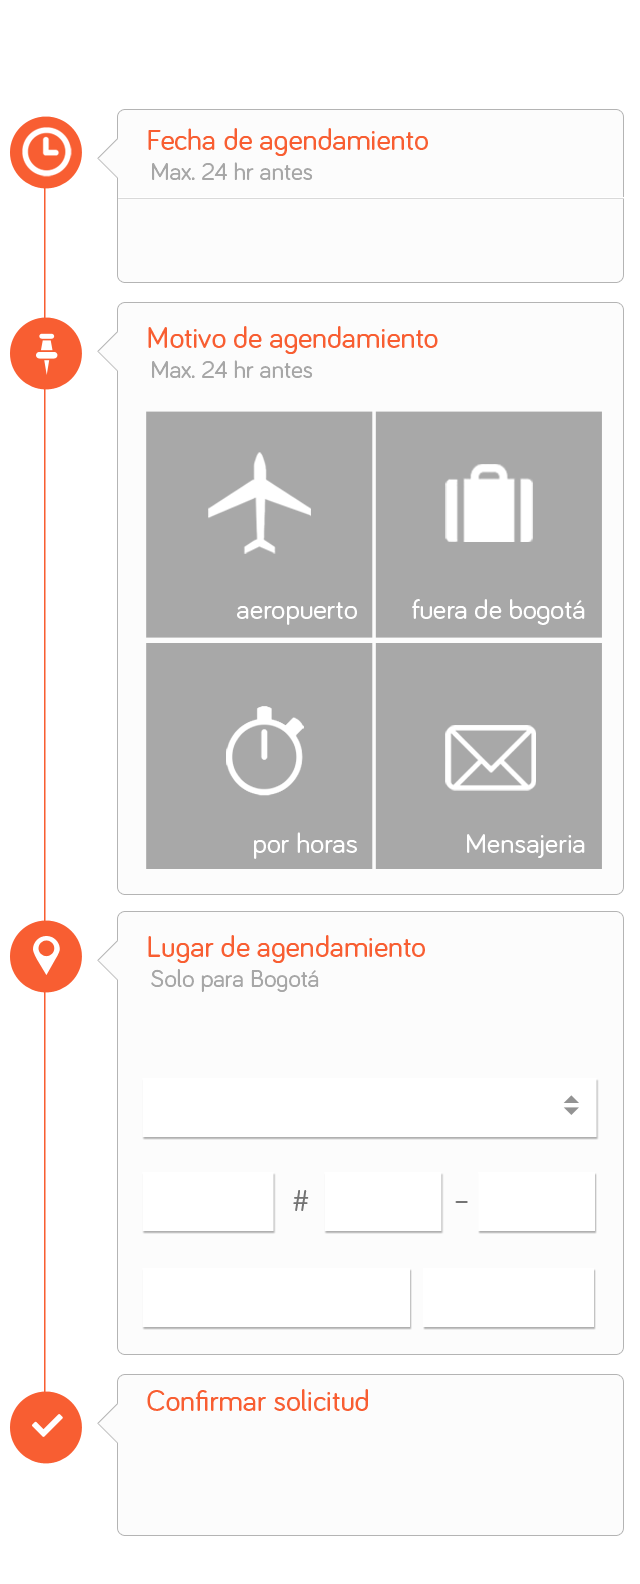 Fecha de agendamiento
Max. 24 hr antes
Motivo de agendamiento
Max. 24 hr antes
aeropuerto
fuera de bogotá
por horas
Mensajeria
Lugar de agendamiento
Solo para Bogotá
# –
Confirmar solicitud